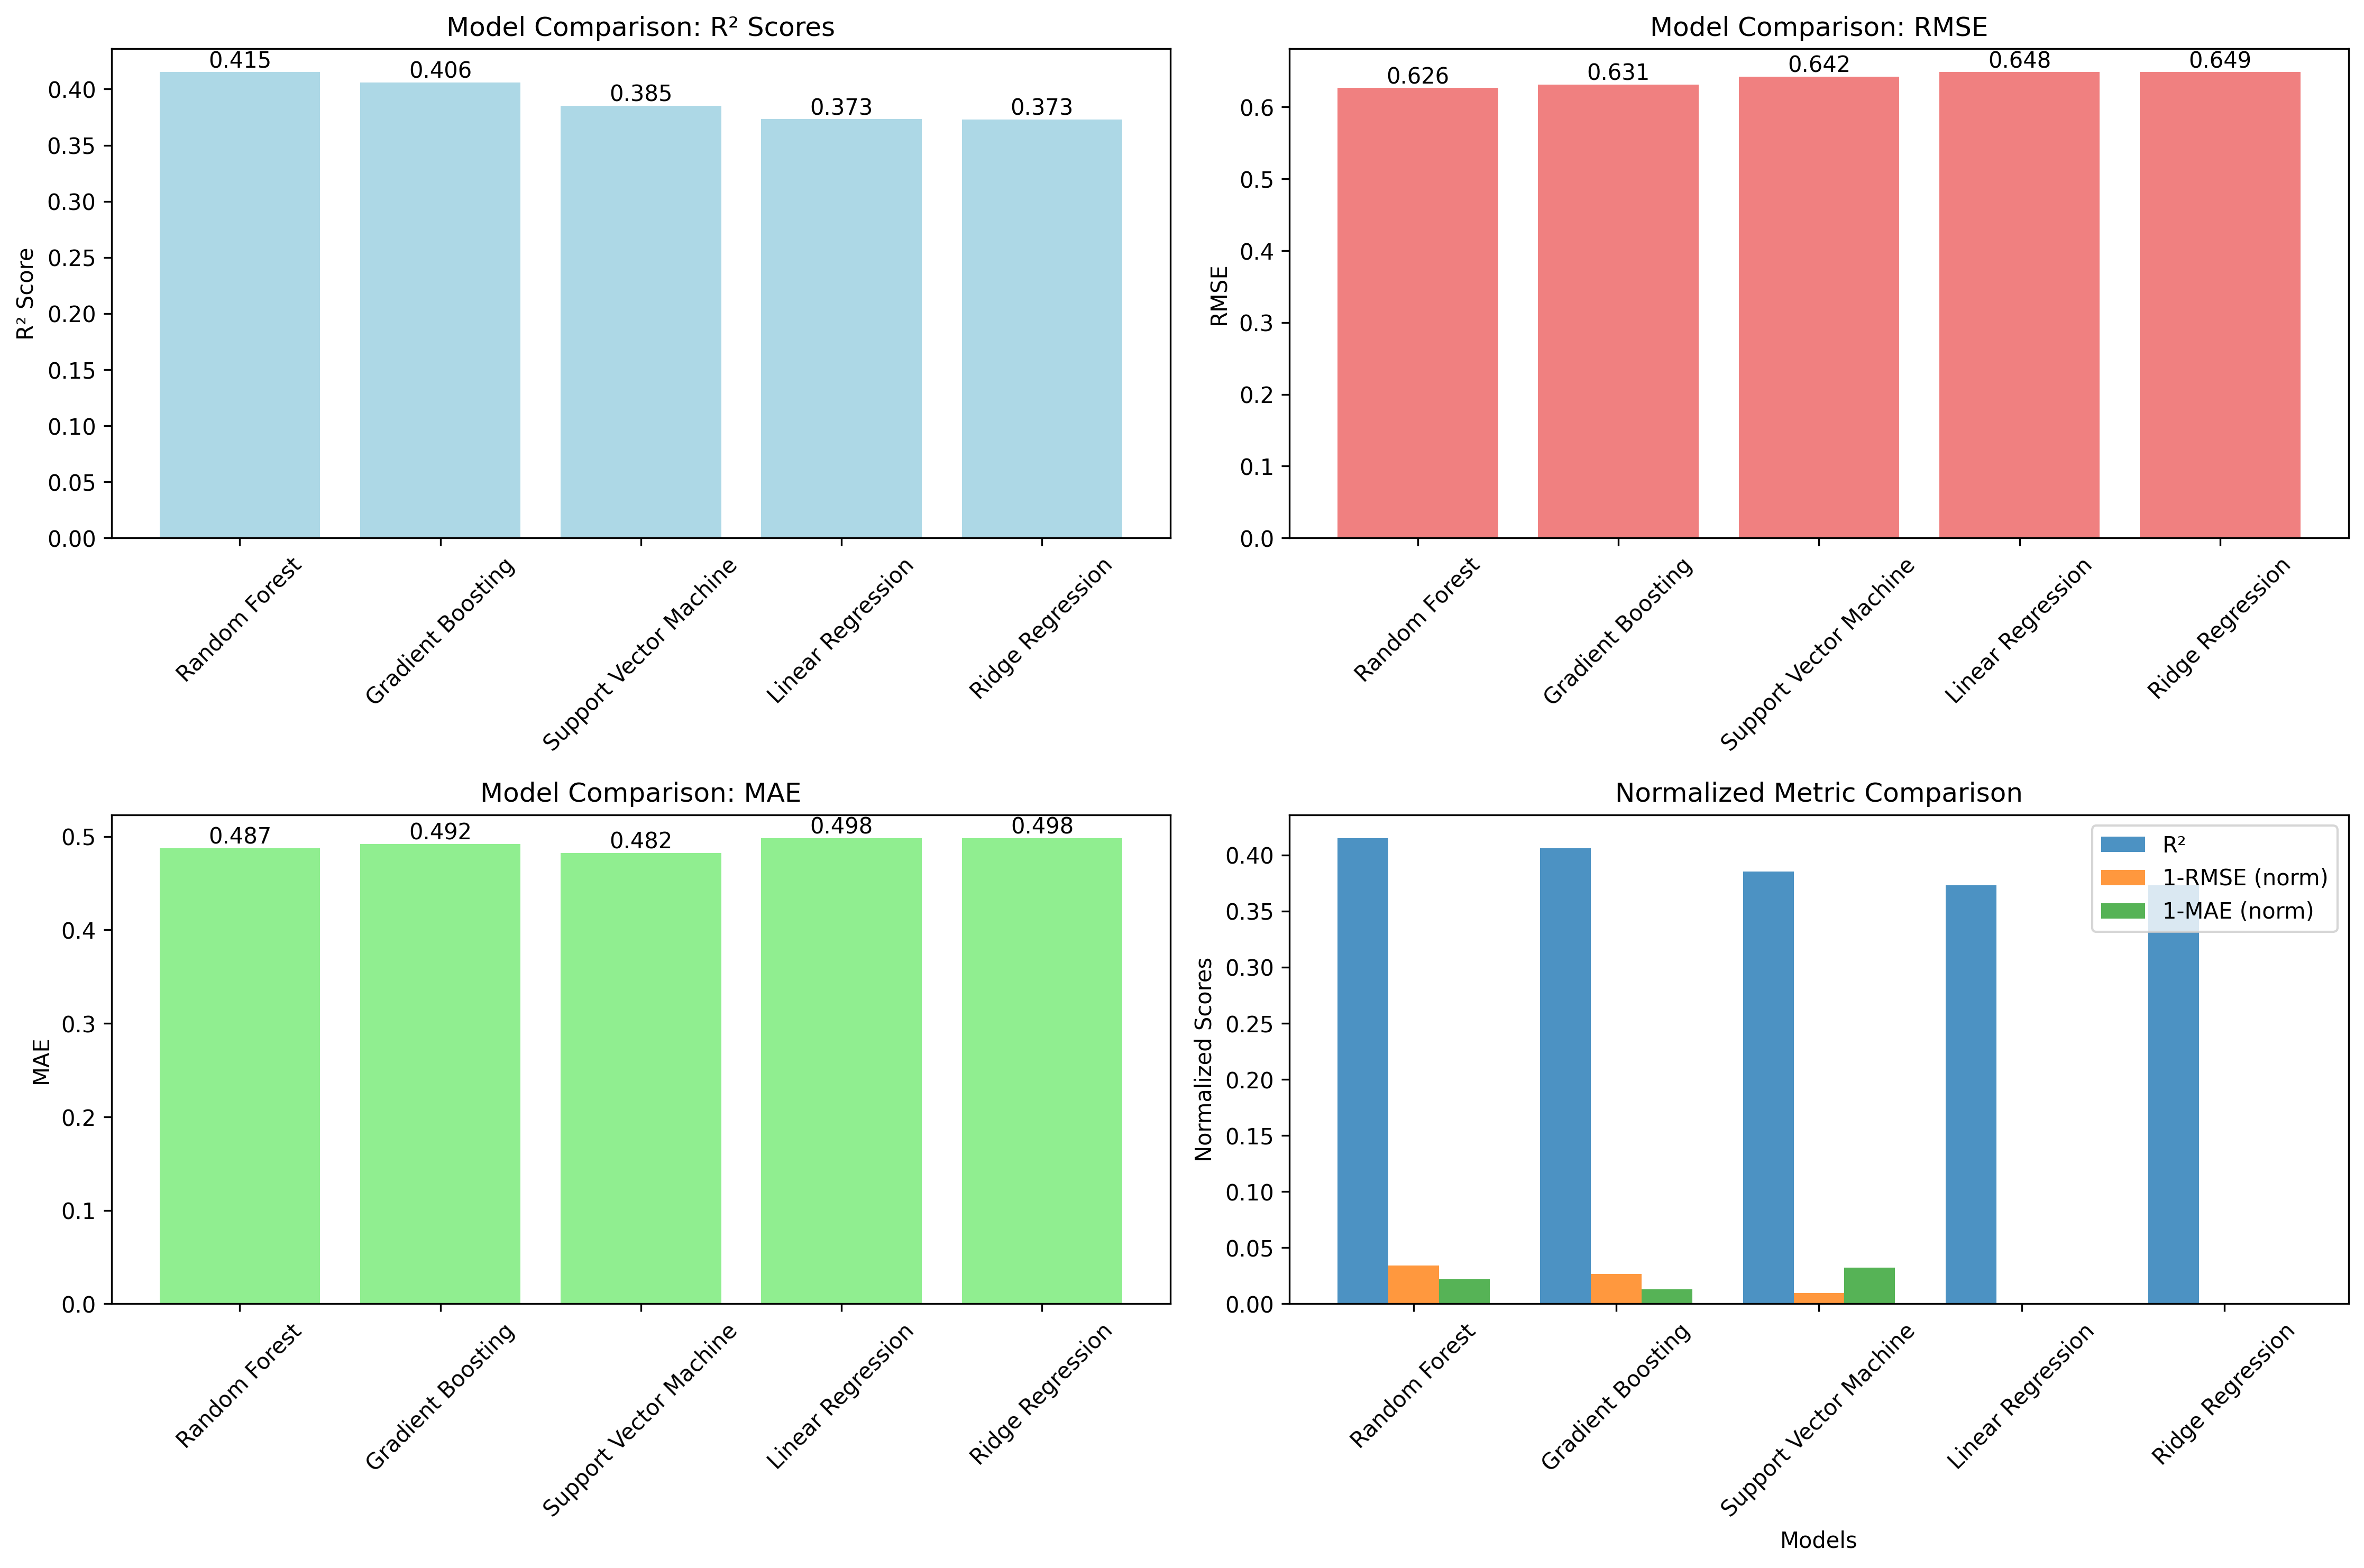 Model Comparison: R² Scores
0.415
0.406
0.385
0.373
0.373
R² Score
0.40
0.35
0.30
0.25
0.20
0.15
0.10
0.05
0.00
Random Forest
Gradient Boosting
Support Vector Machine
Linear Regression
Ridge Regression
Model Comparison: RMSE
0.626
0.631
0.642
0.648
0.649
RMSE
0.6
0.5
0.4
0.3
0.2
0.1
0.0
Random Forest
Gradient Boosting
Support Vector Machine
Linear Regression
Ridge Regression
Model Comparison: MAE
0.487
0.492
0.482
0.498
0.498
MAE
0.5
0.4
0.3
0.2
0.1
0.0
Random Forest
Gradient Boosting
Support Vector Machine
Linear Regression
Ridge Regression
Normalized Metric Comparison
R²
1-RMSE (norm)
1-MAE (norm)
Normalized Scores
0.40
0.35
0.30
0.25
0.20
0.15
0.10
0.05
0.00
Random Forest
Gradient Boosting
Support Vector Machine
Linear Regression
Ridge Regression
Models